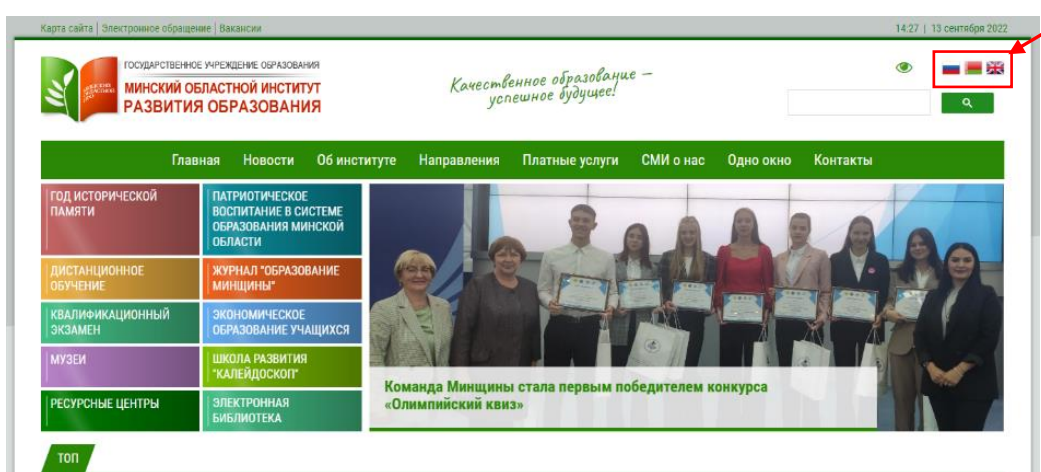 Карта сайта | Электронное обращение | Вакансии
14:27 | 13 сентября 2022
ГОСУДАРСТВЕННОЕ УЧРЕЖДЕНИЕ ОБРАЗОВАНИЯ
МИНСКИЙ ОБЛАСТНОЙ ИНСТИТУТ
РАЗВИТИЯ ОБРАЗОВАНИЯ
Качественное образование –
успешное будущее!
Главная Новости Об институте Направления Платные услуги СМИ о нас Одно окно Контакты
ГОД ИСТОРИЧЕСКОЙ
ПАМЯТИ
ПАТРИОТИЧЕСКОЕ
ВОСПИТАНИЕ В СИСТЕМЕ
ОБРАЗОВАНИЯ МИНСКОЙ
ОБЛАСТИ
ДИСТАНЦИОННОЕ
ОБУЧЕНИЕ
ЖУРНАЛ "ОБРАЗОВАНИЕ
МИНЩИНЫ"
КВАЛИФИКАЦИОННЫЙ
ЭКЗАМЕН
ЭКОНОМИЧЕСКОЕ
ОБРАЗОВАНИЕ УЧАЩИХСЯ
МУЗЕИ
ШКОЛА РАЗВИТИЯ
"КАЛЕЙДОСКОП"
РЕСУРСНЫЕ ЦЕНТРЫ
ЭЛЕКТРОННАЯ
БИБЛИОТЕКА
Команда Минщины стала первым победителем конкурса
«Олимпийский квиз»
ТОП